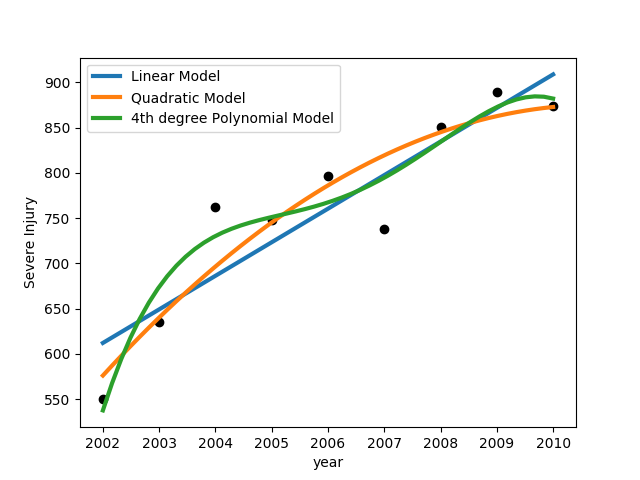 Linear Model
Quadratic Model
4th degree Polynomial Model
900
850
800
750
700
650
600
550
Severe Injury
2002 2003 2004 2005 2006 2007 2008 2009 2010
year